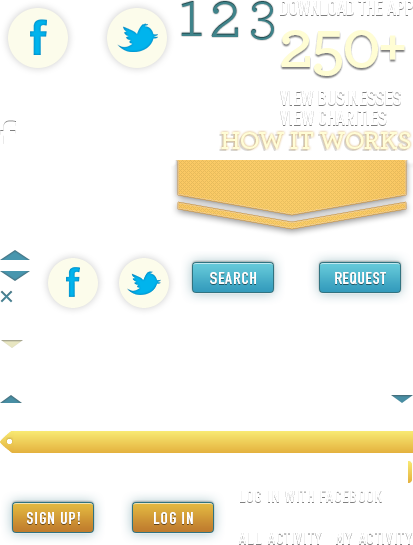 1 2 3
DOWNLOAD THE APP
250+
VIEW BUSINESSES
VIEW CHARITIES
HOW IT WORKS
SEARCH
REQUEST
LOG IN WITH FACEBOOK
SIGN UP!
LOG IN
ALL ACTIVITY
MY ACTIVITY